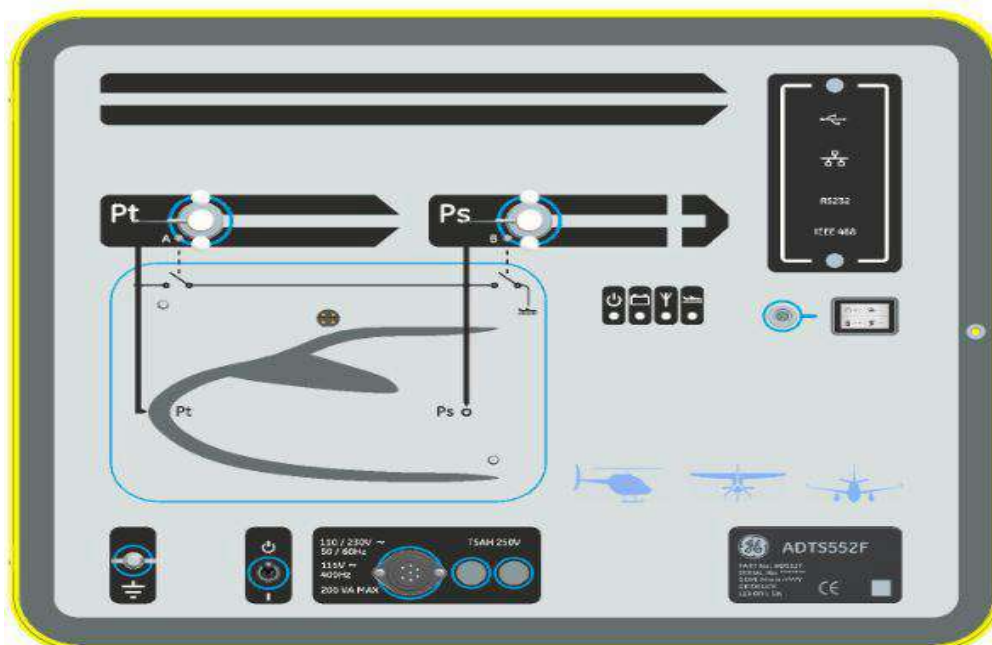 RS232
IEEE 488
Pt
Ps
A
B
Pt
Ps
110 / 230V ~
50 / 60Hz
115V ~
400Hz
200 VA MAX
T5AH 250V
GE
ADTS552F
CE